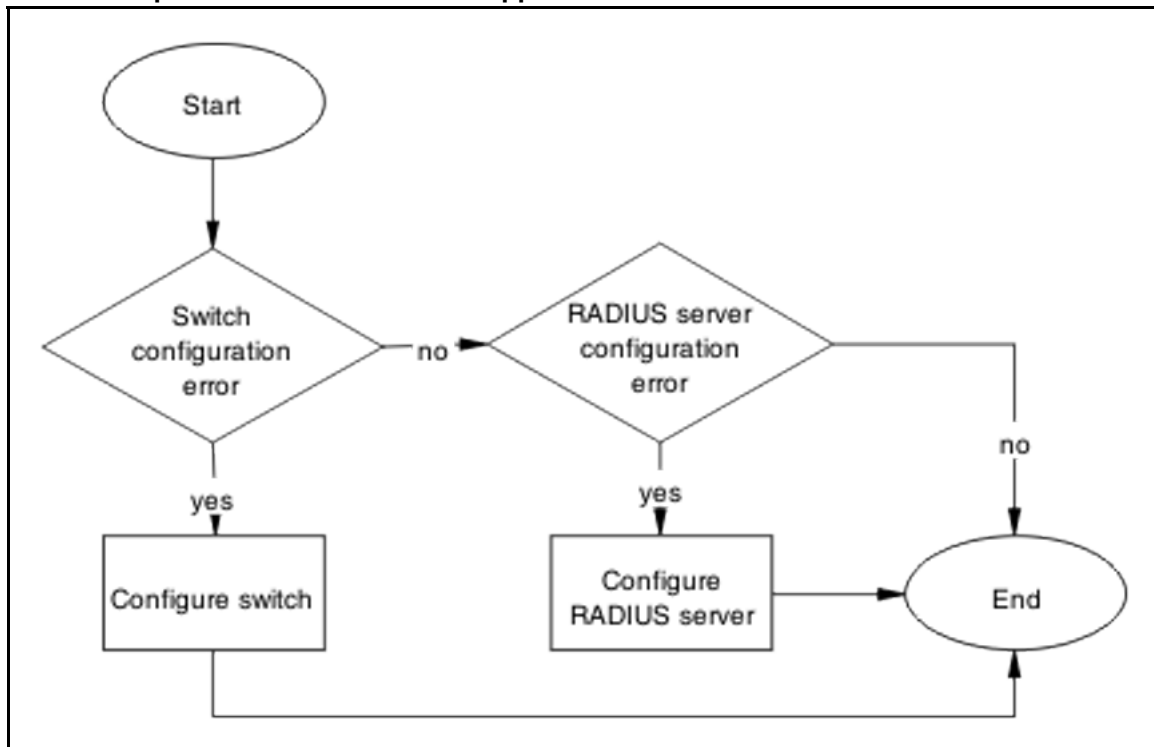 Start
Switch
configuration
error
no
RADIUS server
configuration
error
no
yes
yes
Configure switch
Configure
RADIUS server
End